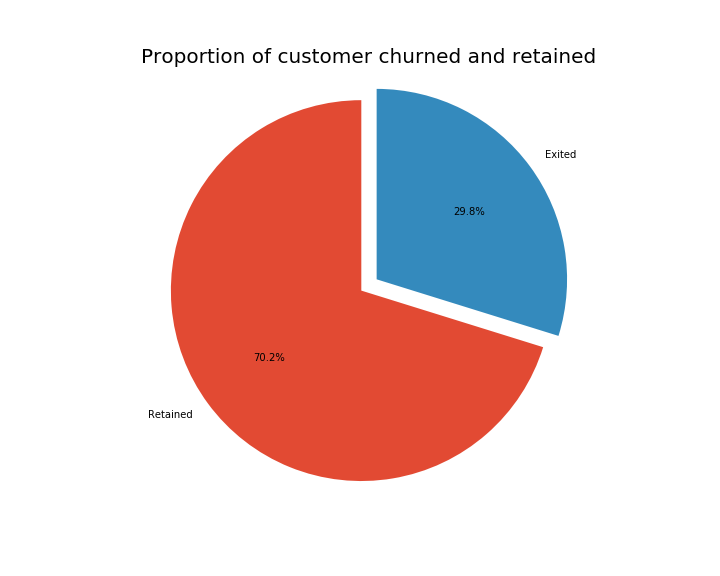 Proportion of customer churned and retained
Exited
29.8%
70.2%
Retained